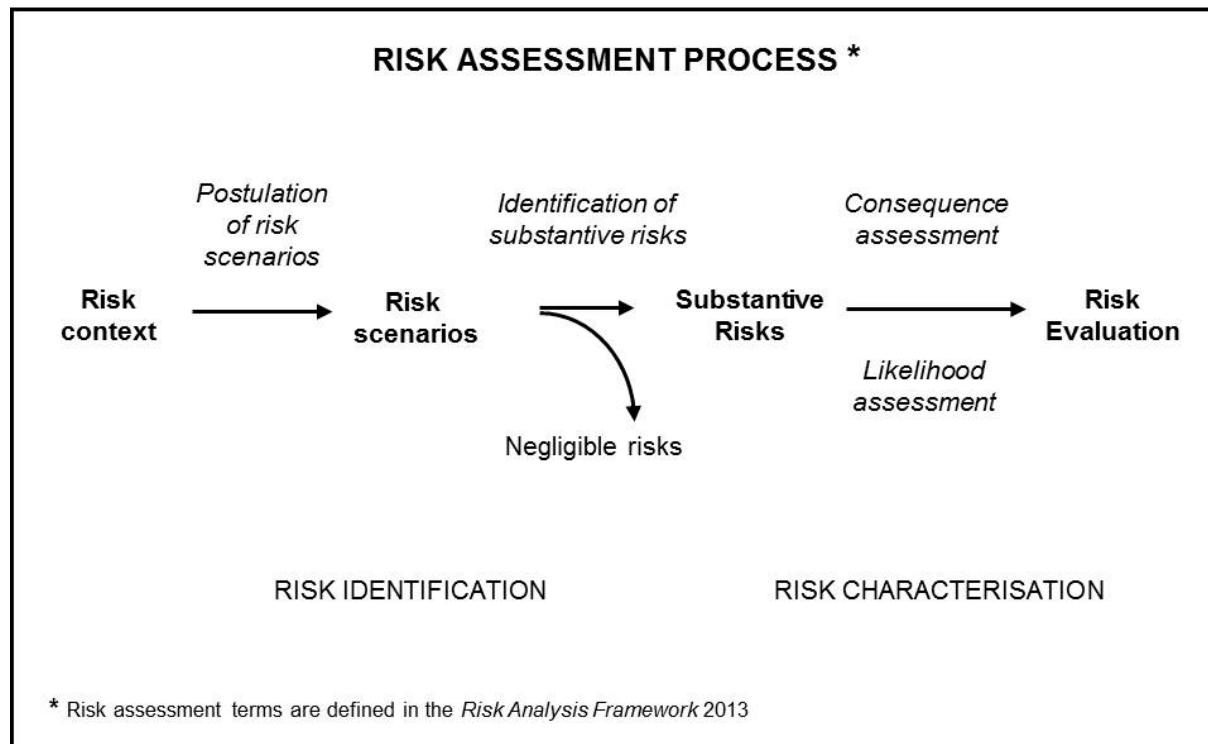 RISK ASSESSMENT PROCESS *
Postulation
of risk
scenarios
Identification of
substantive risks
Consequence
assessment
Risk
context
Risk
scenarios
Substantive
Risks
Risk
Evaluation
Likelihood
assessment
Negligible risks
RISK IDENTIFICATION
RISK CHARACTERISATION
* Risk assessment terms are defined in the Risk Analysis Framework 2013